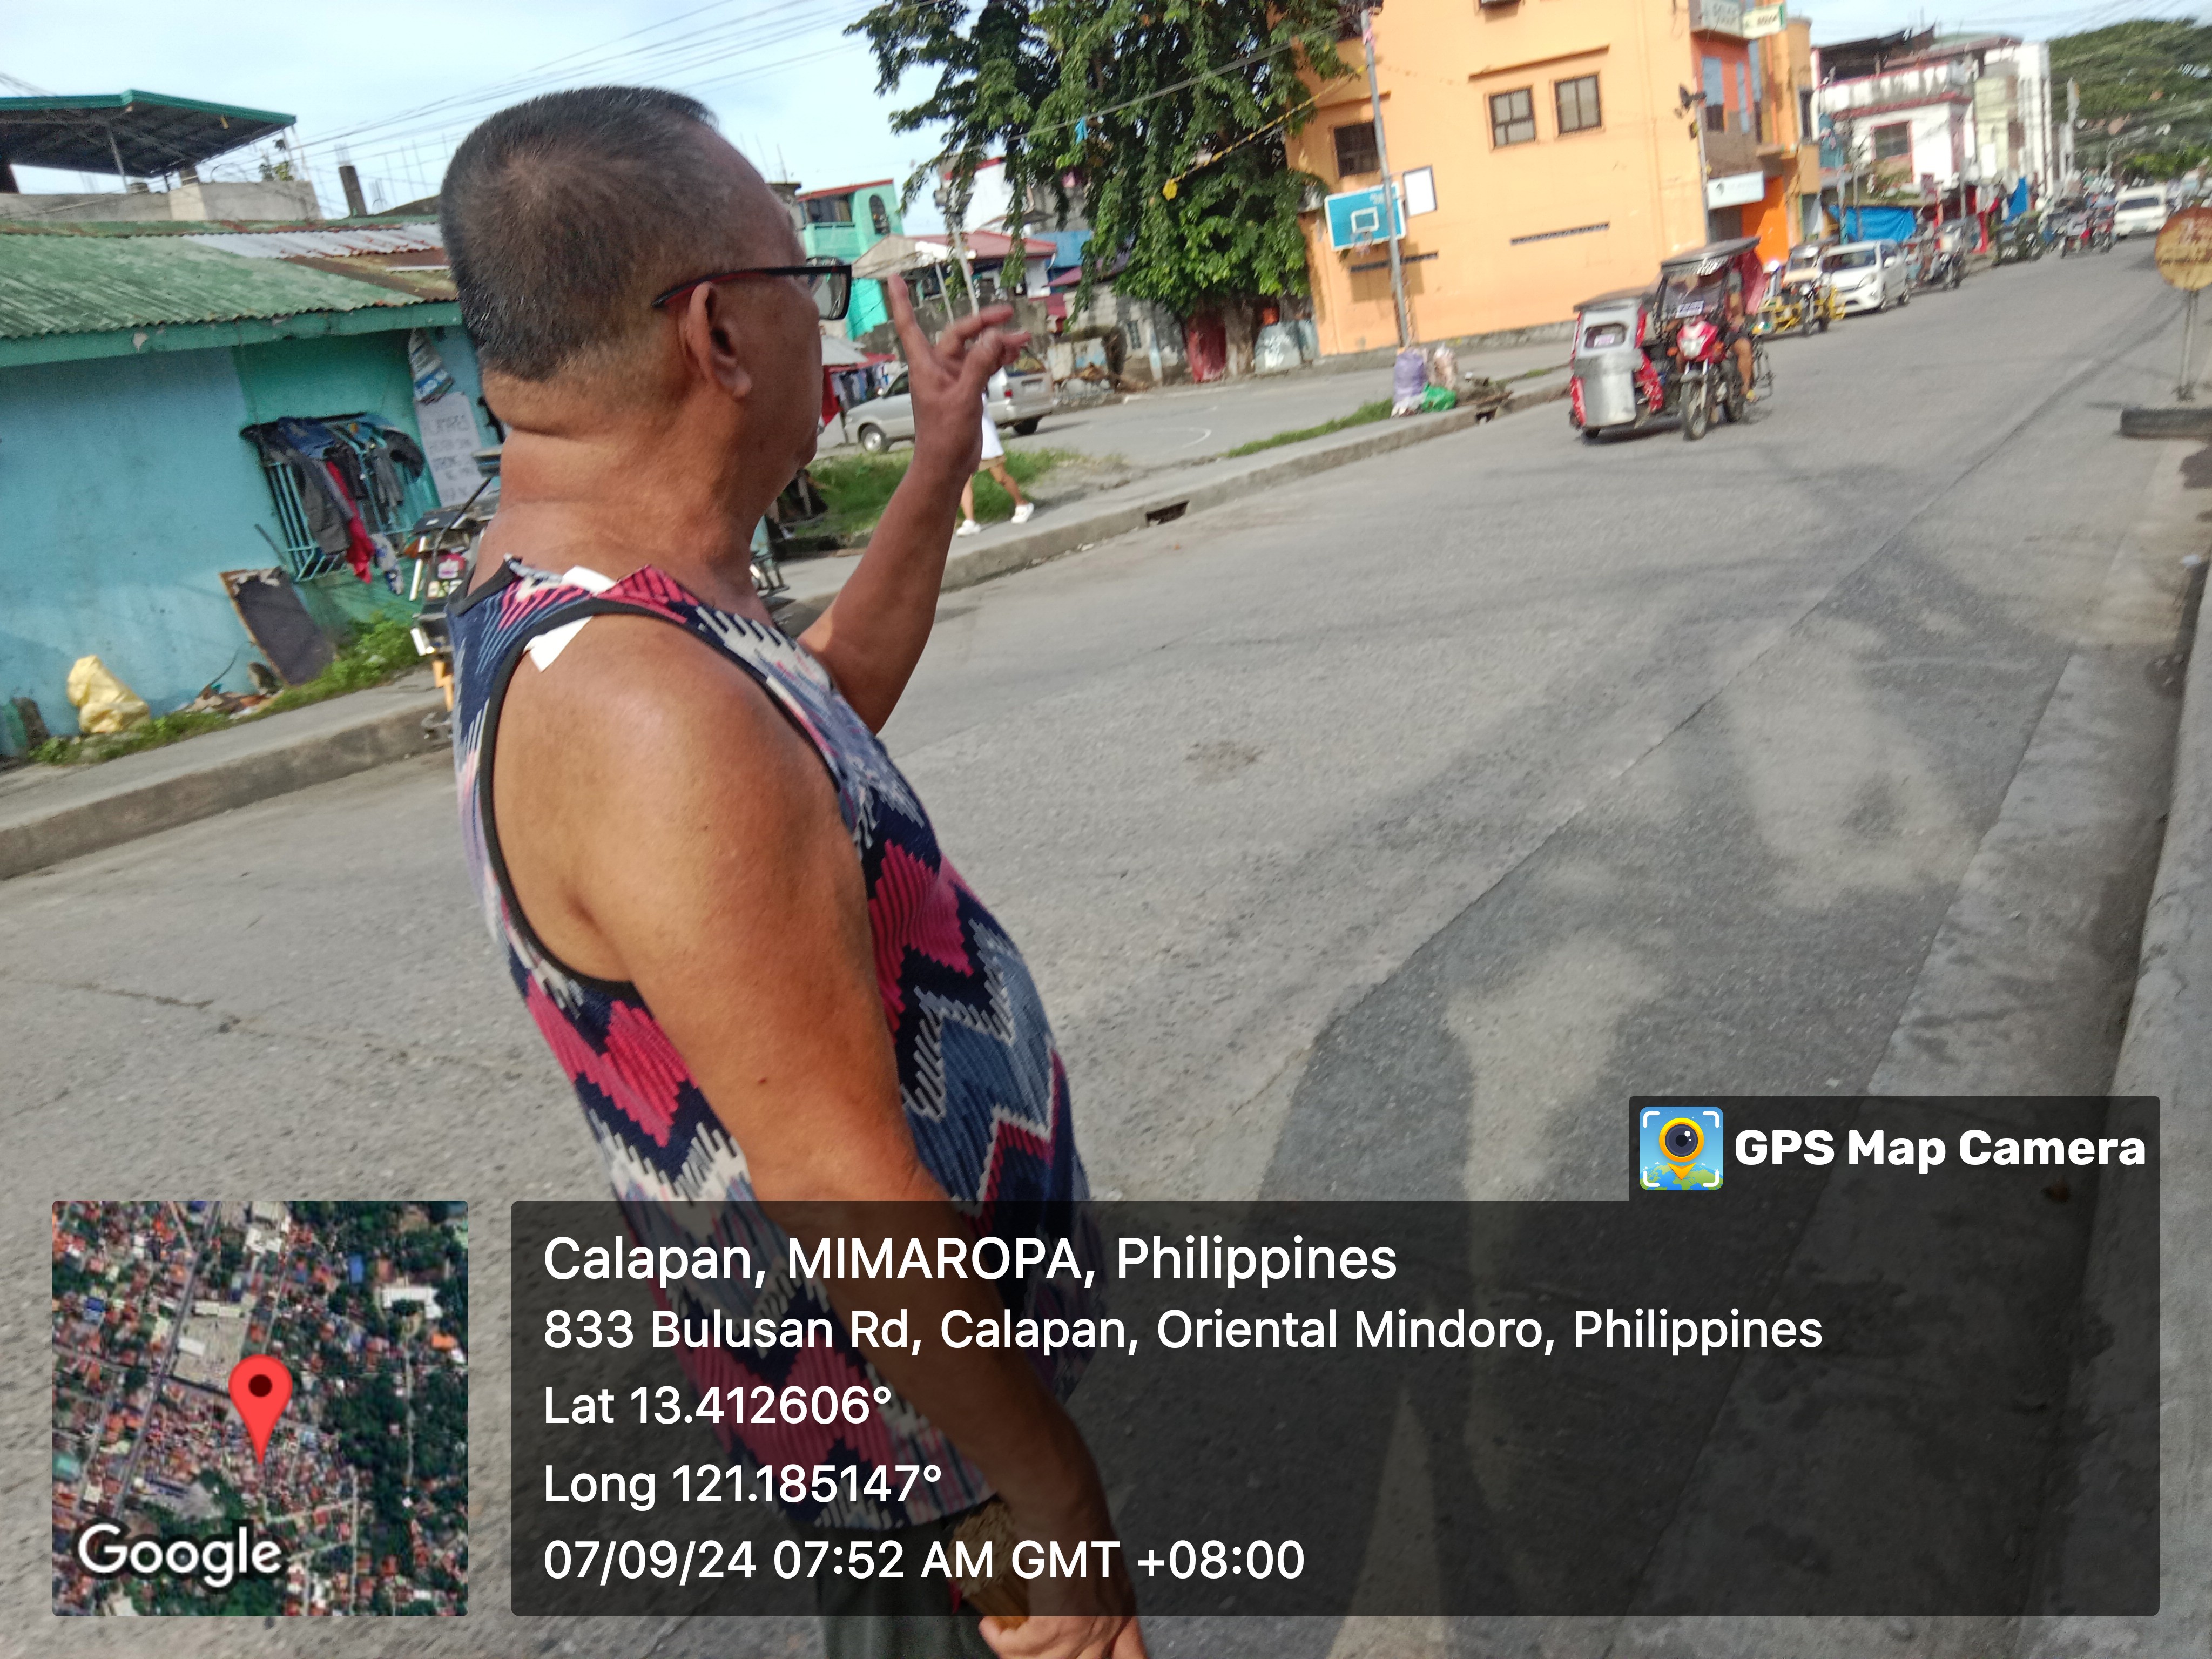 GPS Map Camera
Calapan, MIMAROPA, Philippines
833 Bulusan Rd, Calapan, Oriental Mindoro, Philippines
Lat 13.412606°
Long 121.185147°
07/09/24 07:52 AM GMT +08:00
Google